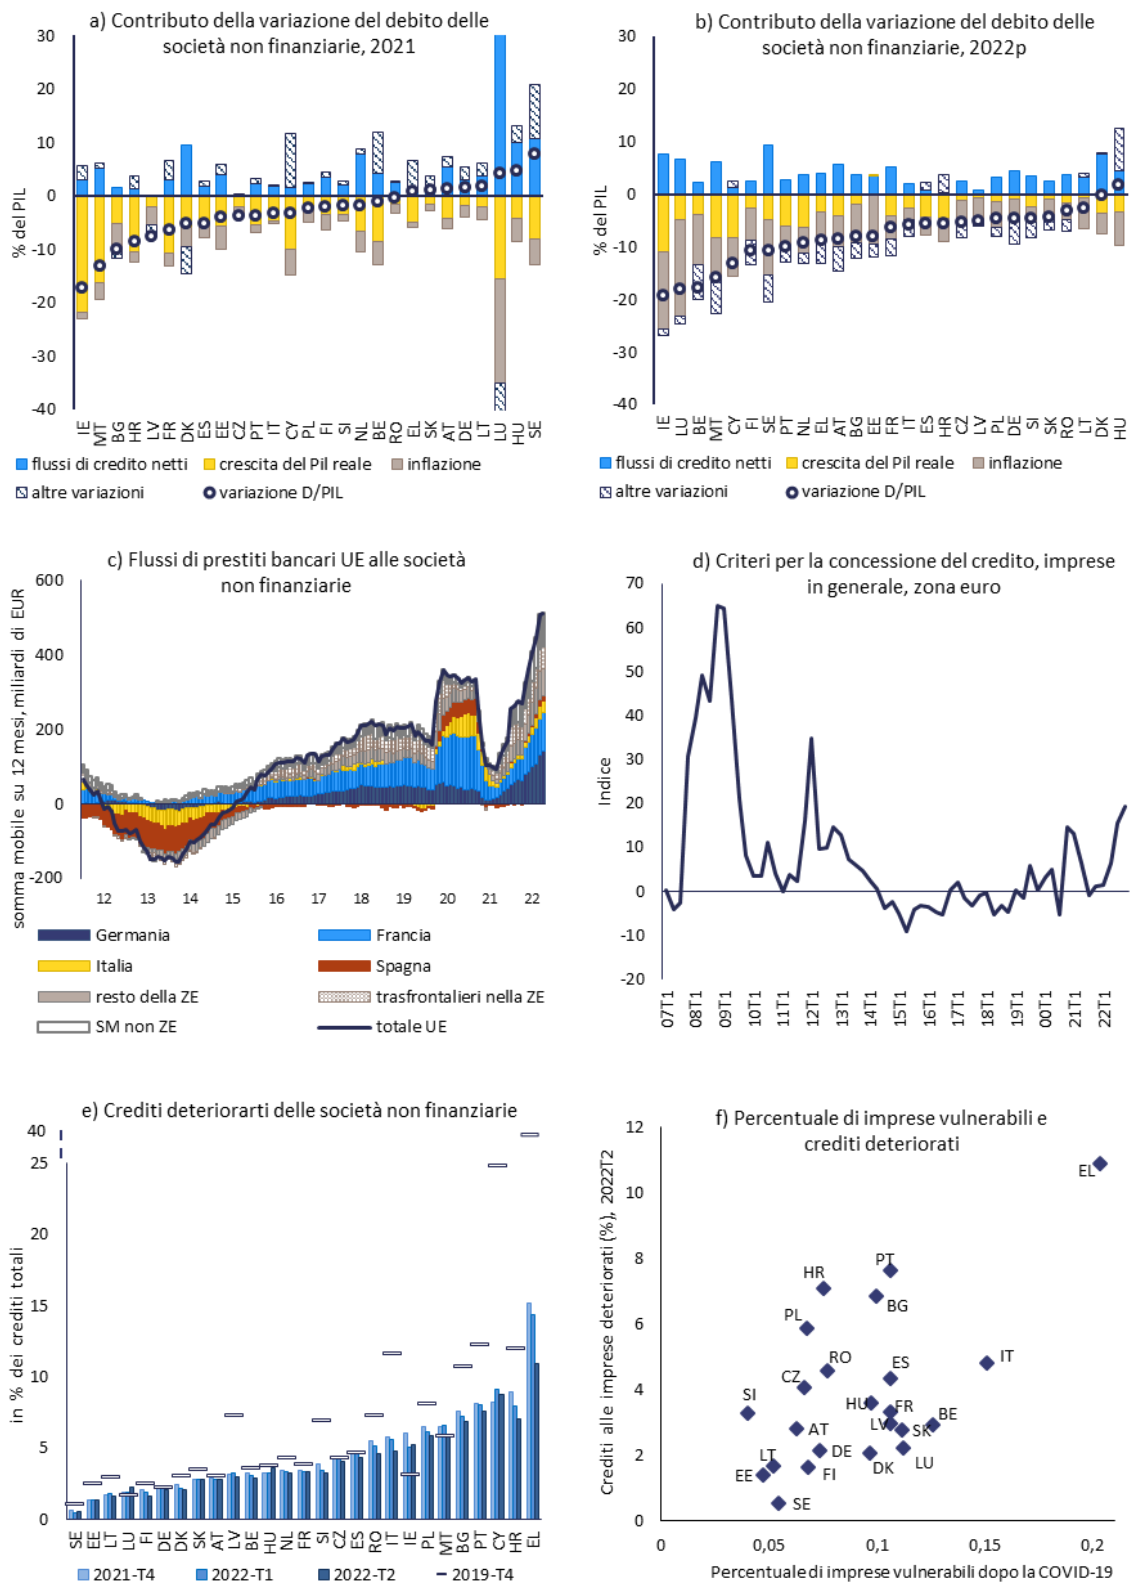 a) Contributo della variazione del debito delle
società non finanziarie, 2021
% del PIL
30
20
10
0
-10
-20
-30
-40
IE MT BG HR LV FR DK ES EE CZ PT IT CY PL FI SI NL BE RO EL SK AT DE LT LU HU SE
flussi di credito netti
crescita del Pil reale
inflazione
altre variazioni
variazione D/PIL
b) Contributo della variazione del debito delle
società non finanziarie, 2022p
% del PIL
30
20
10
0
-10
-20
-30
-40
IE LU BE MT CY FI SE PT NL EL AT BG EE FR IT ES HR CZ LV PL DE SI SK RO LT DK HU
flussi di credito netti
crescita del Pil reale
inflazione
altre variazioni
variazione D/PIL
c) Flussi di prestiti bancari UE alle società
non finanziarie
somma mobile su 12 mesi, miliardi di EUR
600
400
200
0
-200
12 13 14 15 16 17 18 19 20 21 22
Germania
Francia
Italia
Spagna
resto della ZE
trasfrontalieri nella ZE
SM non ZE
totale UE
d) Criteri per la concessione del credito, imprese
in generale, zona euro
Indice
70
60
50
40
30
20
10
0
-10
-20
07T1 08T1 09T1 10T1 11T1 12T1 13T1 14T1 15T1 16T1 17T1 18T1 19T1 00T1 21T1 22T1
e) Crediti deteriorarti delle società non finanziarie
in % dei crediti totali
40
25
20
15
10
5
0
SE EE LT LU FI DE DK SK AT LV BE HU NL FR SI CZ ES RO IT IE PL MT BG PT CY HR EL
2021-T4
2022-T1
2022-T2
2019-T4
f) Percentuale di imprese vulnerabili e
crediti deteriorati
Crediti alle imprese deteriorati (%), 2022T2
12
10
8
6
4
2
0
EL
PT
HR
BG
PL
IT
RO
ES
CZ
SI
HU
FR
BE
LV
SK
AT
LU
DE
DK
LT
FI
EE
SE
0 0,05 0,1 0,15 0,2
Percentuale di imprese vulnerabili dopo la COVID-19